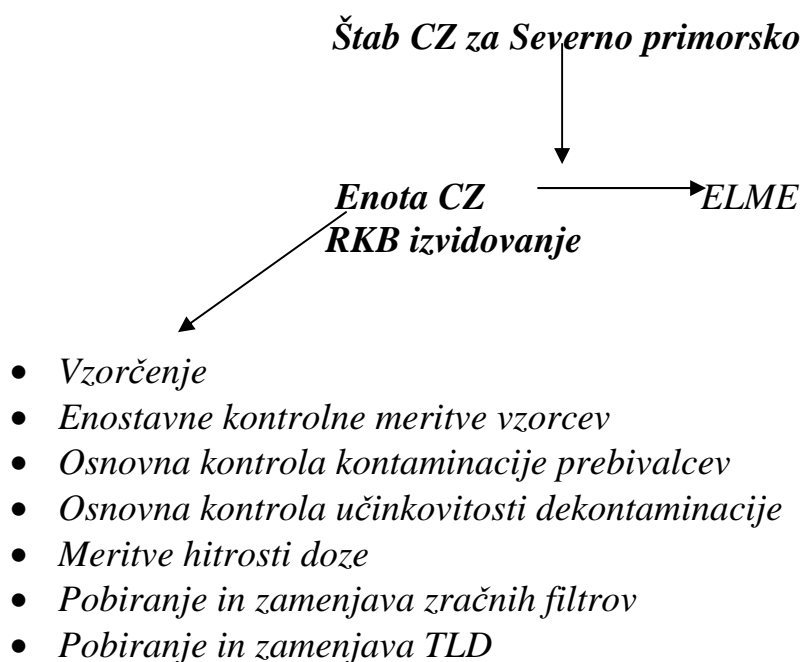 Štab CZ za Severno primorsko
Enota CZ ELME
RKB izvidovanje
• Vzorčenje
• Enostavne kontrolne meritve vzorcev
• Osnovna kontrola kontaminacije prebivalcev
• Osnovna kontrola učinkovitosti dekontaminacije
• Meritve hitrosti doze
• Pobiranje in zamenjava zračnih filtrov
• Pobiranje in zamenjava TLD